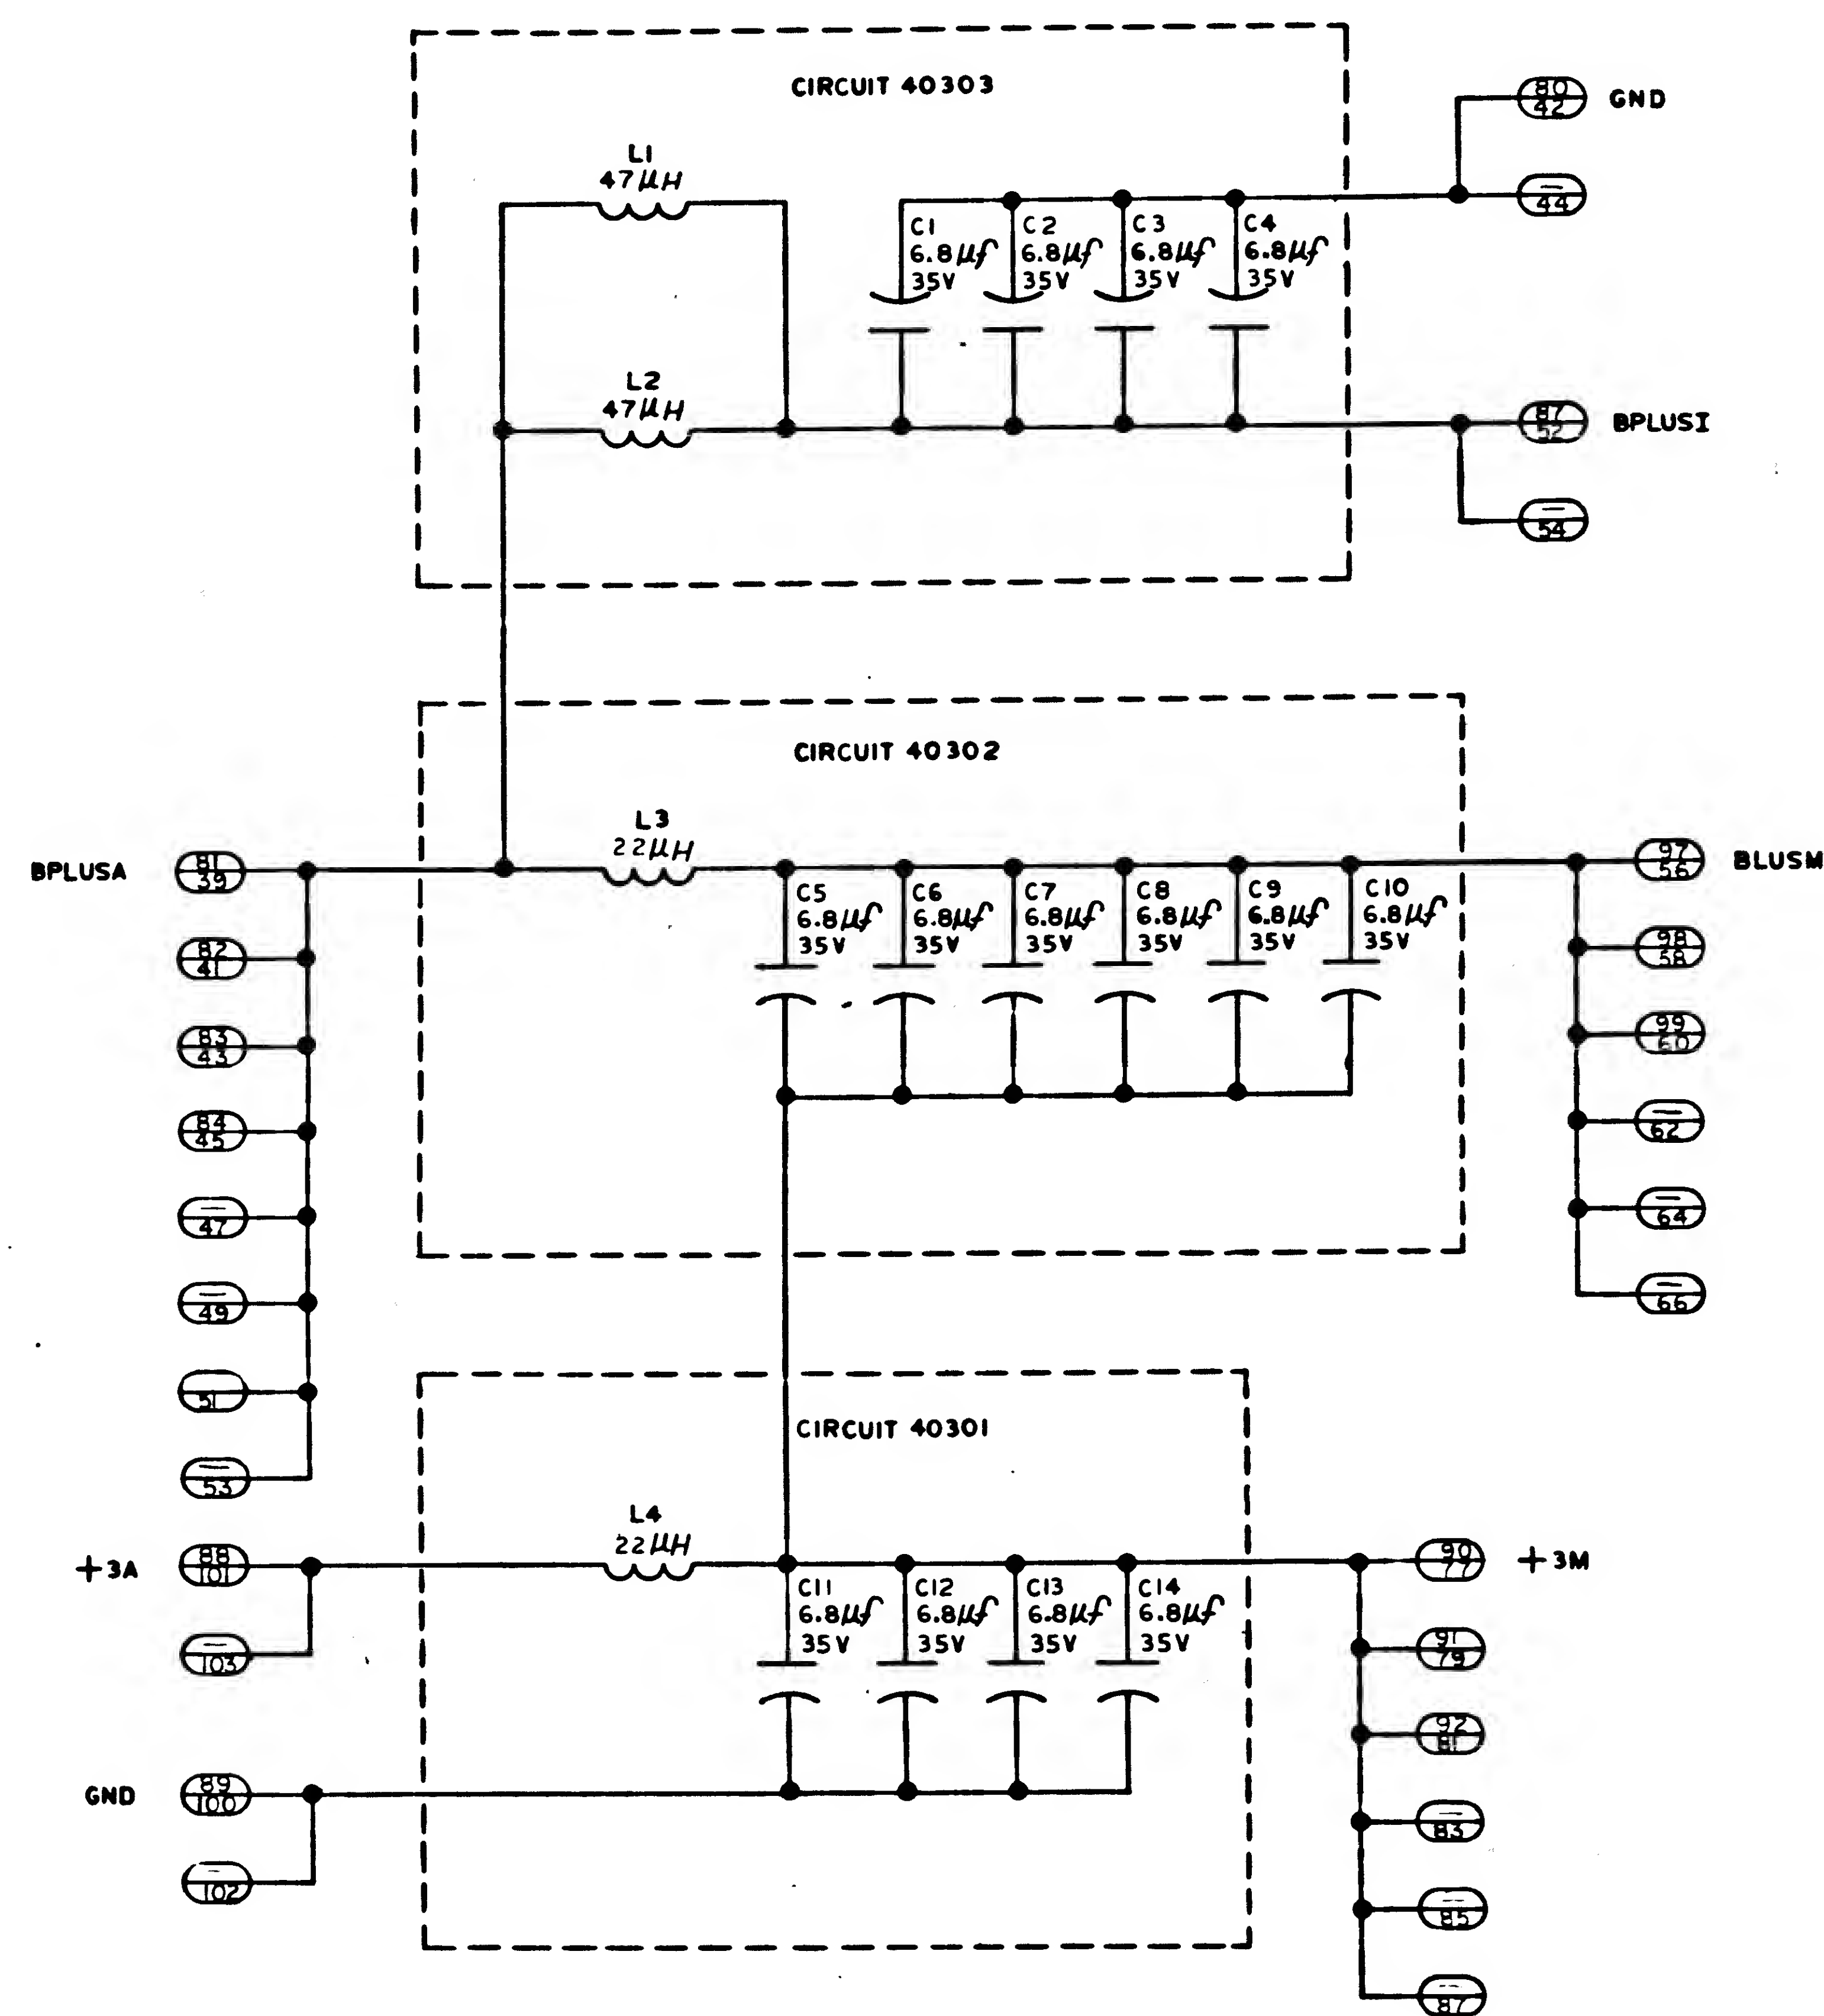 CIRCUIT 40303
80
42
GND
44
L1
47µH
C1
6.8µf
35V
C2
6.8µf
35V
C3
6.8µf
35V
C4
6.8µf
35V
L2
47µH
87
52
BPLUSI
54
CIRCUIT 40302
BPLUSA
81
39
82
41
83
43
84
45
47
49
51
53
L3
22µH
C5
6.8µf
35V
C6
6.8µf
35V
C7
6.8µf
35V
C8
6.8µf
35V
C9
6.8µf
35V
C10
6.8µf
35V
97
56
BLUSM
98
58
99
60
62
64
66
CIRCUIT 40301
+3A
88
101
103
L4
22µH
C11
6.8µf
35V
C12
6.8µf
35V
C13
6.8µf
35V
C14
6.8µf
35V
GND
89
100
102
90
77
+3M
91
79
92
81
83
85
87